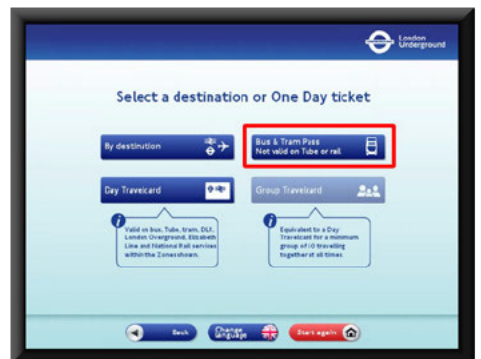 London
Underground
Select a destination or One Day ticket
By destination
Bus & Tram Pass
Not valid on Tube or rail
Day Travelcard
Group Travelcard
Valid on bus, Tube, tram, DLR,
London Overground, Elizabeth
Line and National Rail services
within the Zones shown.
Equivalent to a Day
Travelcard for a minimum
group of 10 travelling
together at all times
Back
Change
language
Start again